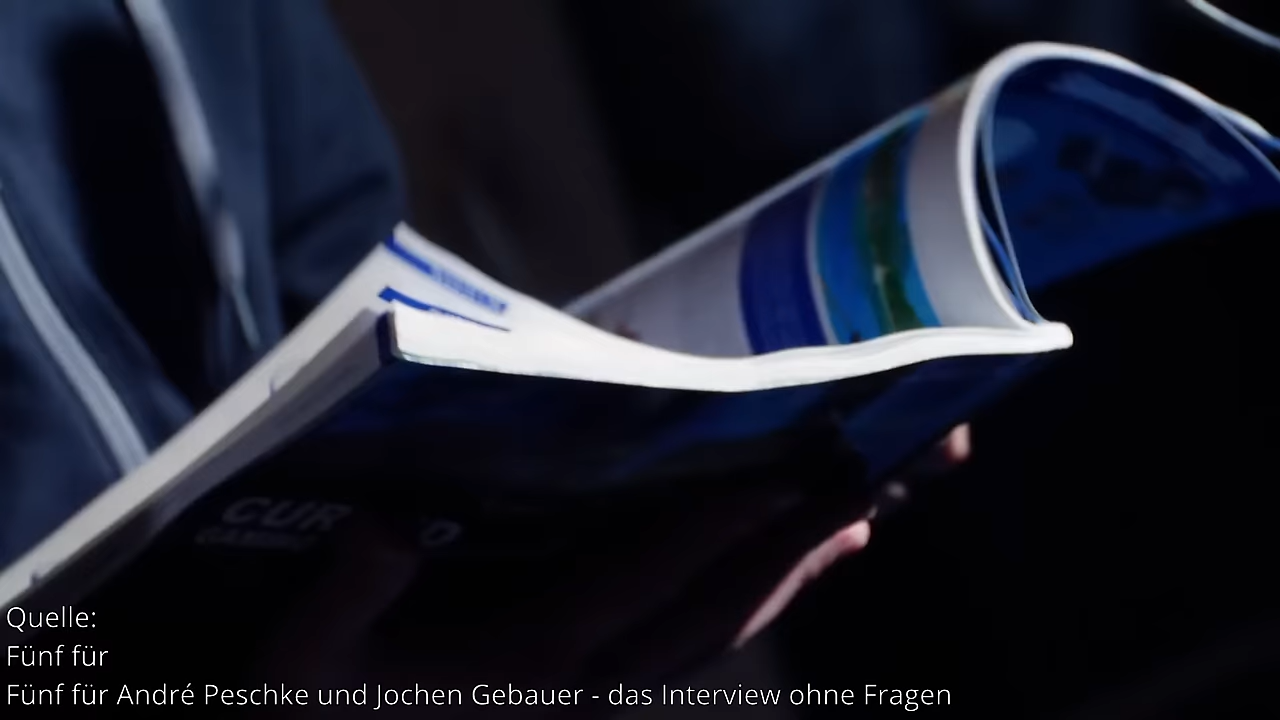 Quelle:
Fünf für
Fünf für André Peschke und Jochen Gebauer - das Interview ohne Fragen